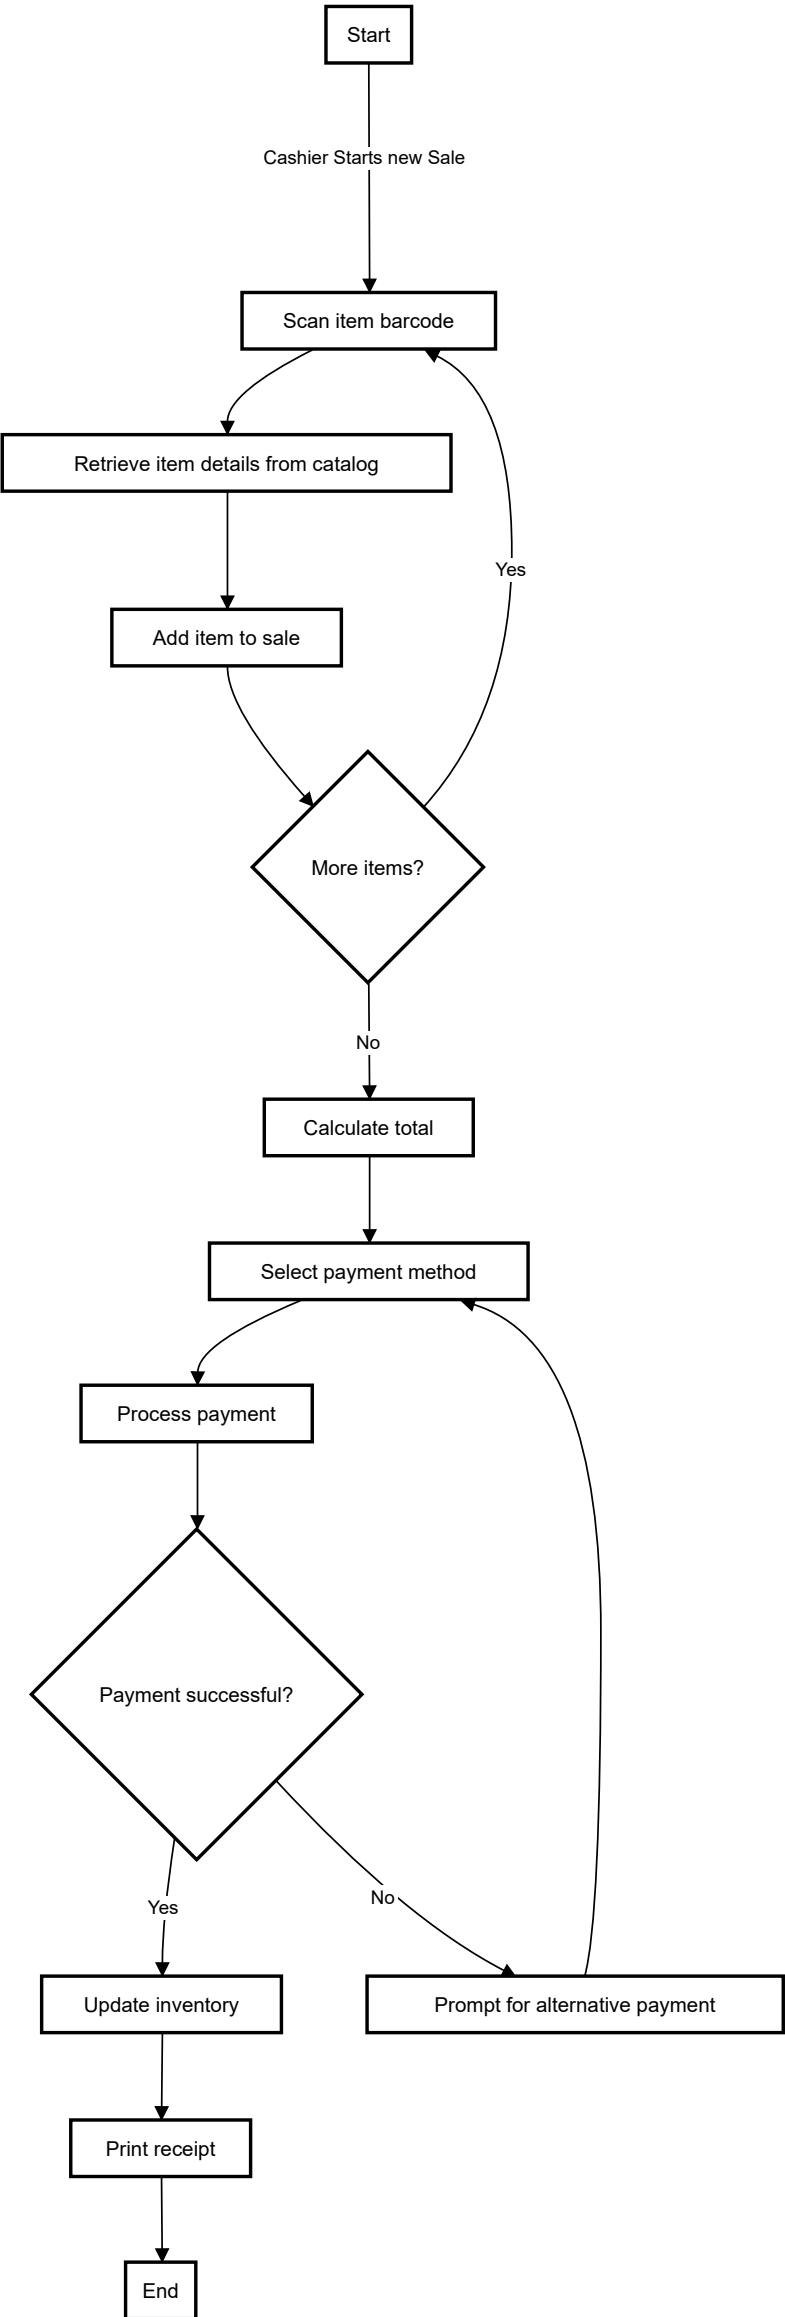 Start
Cashier Starts new Sale
Scan item barcode
Retrieve item details from catalog
Yes
Add item to sale
More items?
No
Calculate total
Select payment method
Process payment
Payment successful?
No
Yes
Update inventory
Prompt for alternative payment
Print receipt
End